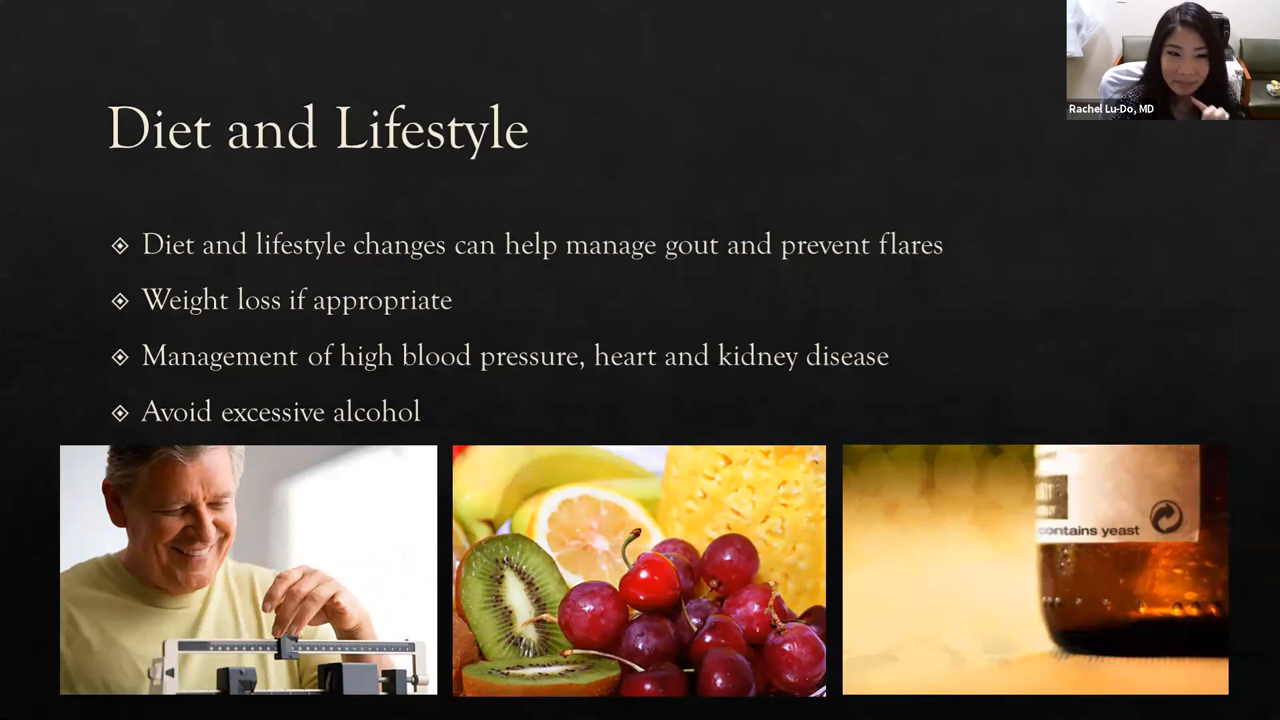 Rachel Lu-Do, MD
Diet and Lifestyle
Diet and lifestyle changes can help manage gout and prevent flares
Weight loss if appropriate
Management of high blood pressure, heart and kidney disease
Avoid excessive alcohol
contains yeast